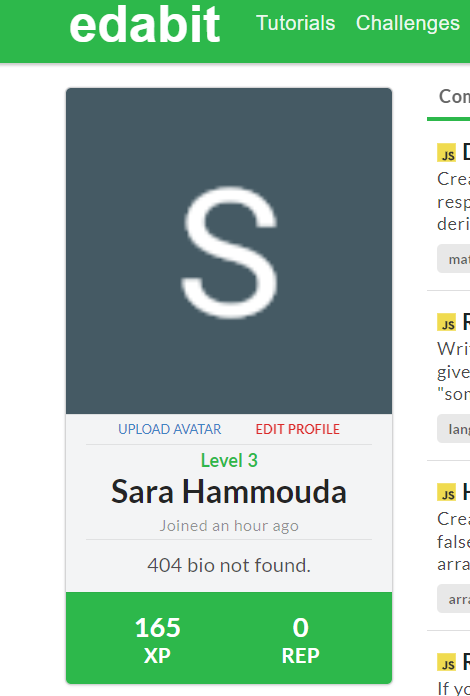 edabit
Tutorials Challenges
S
UPLOAD AVATAR EDIT PROFILE
Level 3
Sara Hammouda
Joined an hour ago
404 bio not found.
165 0
XP REP
Com
JS D
Crea
resp
deri
mat
JS R
Writ
give
"son
lang
JS H
Crea
false
arra
arra
JS R
If yo